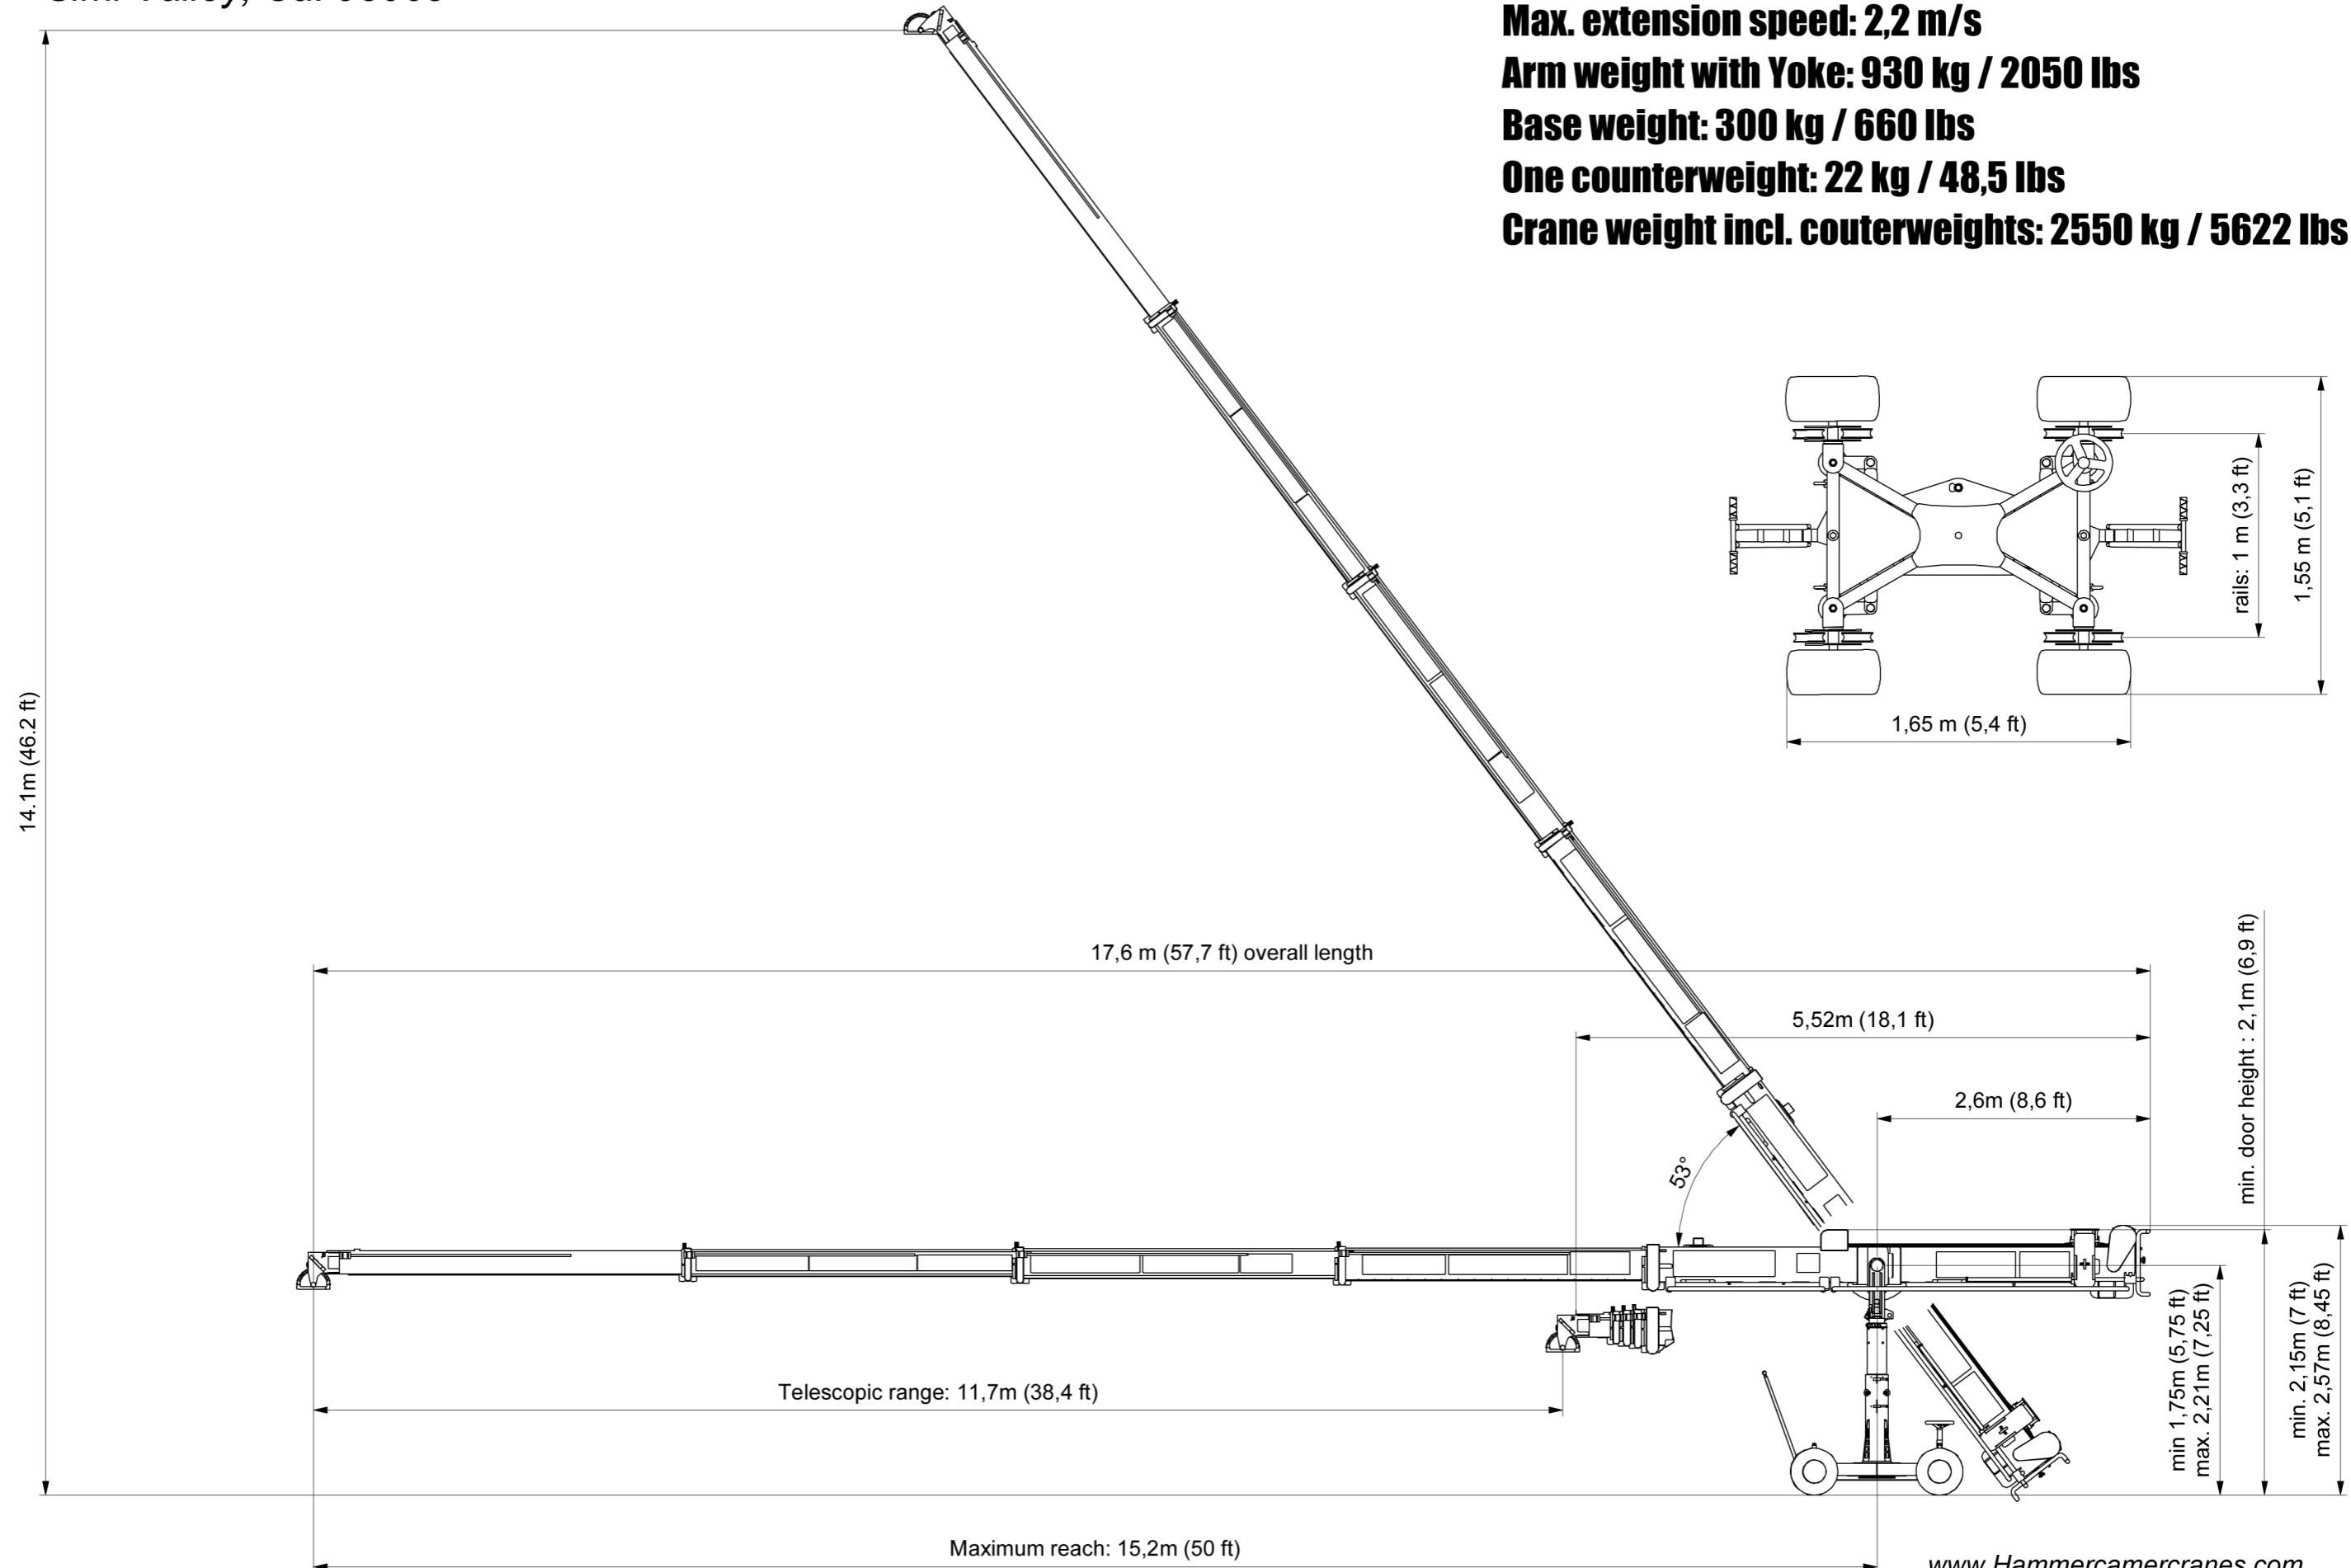 Max. extension speed: 2,2 m/s
Arm weight with Yoke: 930 kg / 2050 lbs
Base weight: 300 kg / 660 lbs
One counterweight: 22 kg / 48,5 lbs
Crane weight incl. couterweights: 2550 kg / 5622 lbs
rails: 1 m (3,3 ft)
1,55 m (5,1 ft)
1,65 m (5,4 ft)
14.1m (46.2 ft)
17,6 m (57,7 ft) overall length
5,52m (18,1 ft)
2,6m (8,6 ft)
min. door height : 2,1m (6,9 ft)
53°
min 1,75m (5,75 ft)
max. 2,21m (7,25 ft)
min. 2,15m (7 ft)
max. 2,57m (8,45 ft)
Telescopic range: 11,7m (38,4 ft)
Maximum reach: 15,2m (50 ft)
www.Hammercamercranes.com